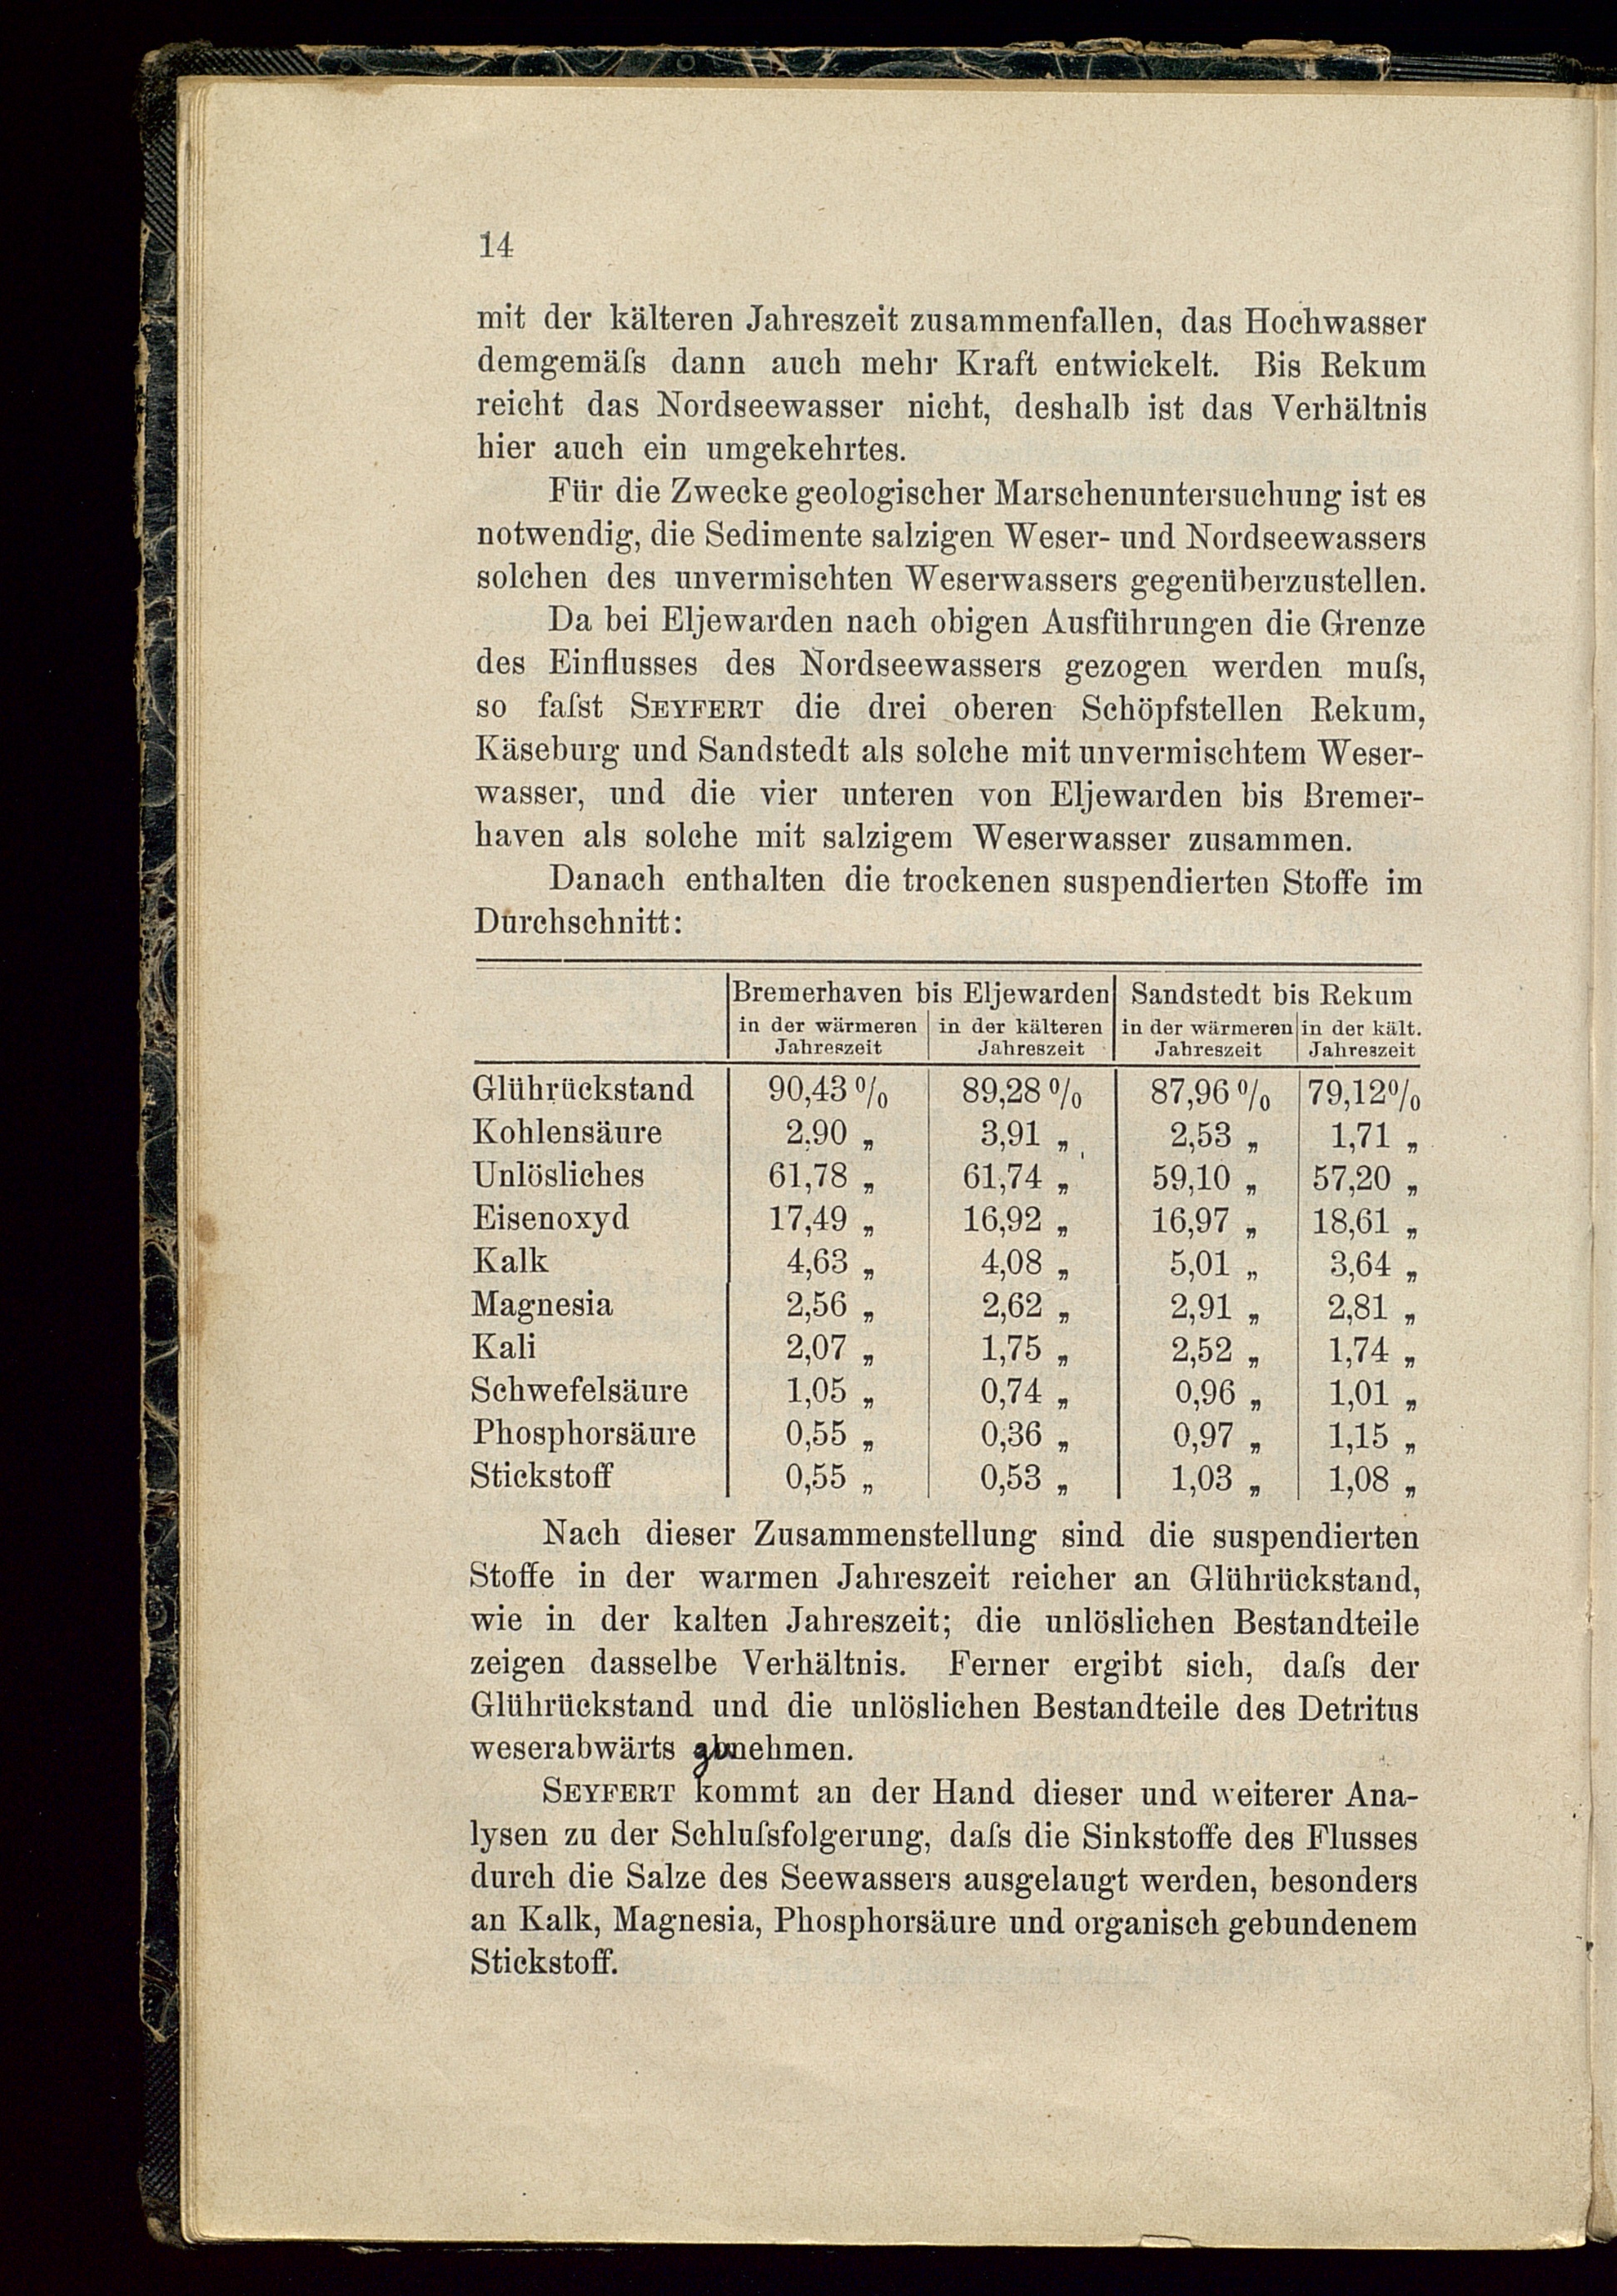 14
mit der kälteren Jahreszeit zusammenfallen, das Hochwasser
demgemäſs dann auch mehr Kraft entwickelt. Bis Rekum
reicht das Nordseewasser nicht, deshalb ist das Verhältnis
hier auch ein umgekehrtes.
Für die Zwecke geologischer Marschenuntersuchung ist es
notwendig, die Sedimente salzigen Weser- und Nordseewassers
solchen des unvermischten Weserwassers gegenüberzustellen.
Da bei Eljewarden nach obigen Ausführungen die Grenze
des Einflusses des Nordseewassers gezogen werden muſs,
so faſst SEYFERT die drei oberen Schöpfstellen Rekum,
Käseburg und Sandstedt als solche mit unvermischtem Weser-
wasser, und die vier unteren von Eljewarden bis Bremer-
haven als solche mit salzigem Weserwasser zusammen.
Danach enthalten die trockenen suspendierten Stoffe im
Durchschnitt:
Bremerhaven bis Eljewarden Sandstedt bis Rekum
in der wärmeren in der kälteren in der wärmeren in der kält.
Jahreszeit Jahreszeit Jahreszeit Jahreszeit
Glührückstand 90,43 % 89,28 % 87,96 % 79,12 %
Kohlensäure 2,90 „ 3,91 „ 2,53 „ 1,71 „
Unlösliches 61,78 „ 61,74 „ 59,10 „ 57,20 „
Eisenoxyd 17,49 „ 16,92 „ 16,97 „ 18,61 „
Kalk 4,63 „ 4,08 „ 5,01 „ 3,64 „
Magnesia 2,56 „ 2,62 „ 2,91 „ 2,81 „
Kali 2,07 „ 1,75 „ 2,52 „ 1,74 „
Schwefelsäure 1,05 „ 0,74 „ 0,96 „ 1,01 „
Phosphorsäure 0,55 „ 0,36 „ 0,97 „ 1,15 „
Stickstoff 0,55 „ 0,53 „ 1,03 „ 1,08 „
Nach dieser Zusammenstellung sind die suspendierten
Stoffe in der warmen Jahreszeit reicher an Glührückstand,
wie in der kalten Jahreszeit; die unlöslichen Bestandteile
zeigen dasselbe Verhältnis. Ferner ergibt sich, daſs der
Glührückstand und die unlöslichen Bestandteile des Detritus
weserabwärts
SEYFERT kommt an der Hand dieser und weiterer Ana-
lysen zu der Schluſsfolgerung, daſs die Sinkstoffe des Flusses
durch die Salze des Seewassers ausgelaugt werden, besonders
an Kalk, Magnesia, Phosphorsäure und organisch gebundenem
Stickstoff.